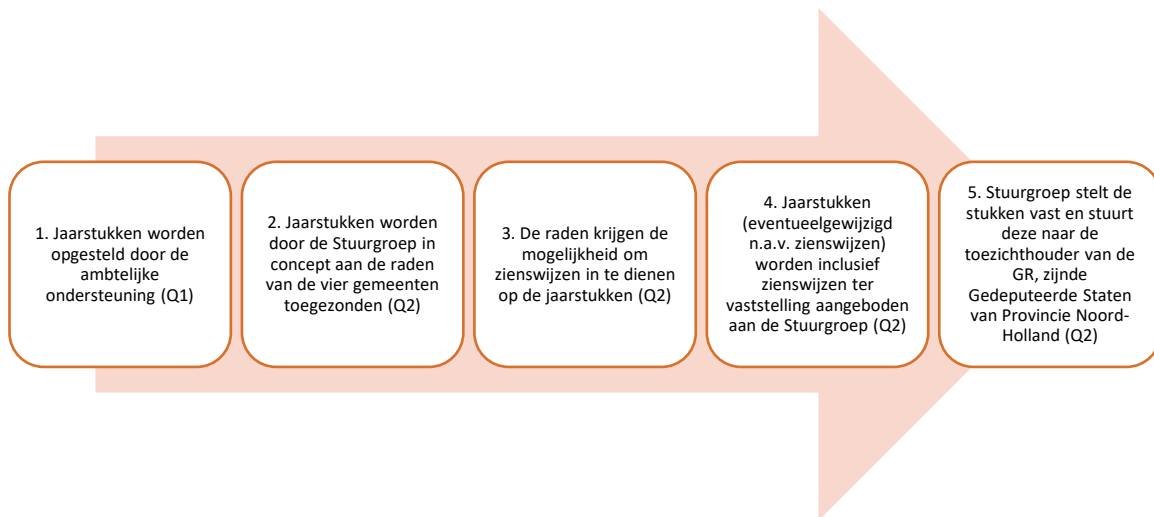 1. Jaarstukken worden
opgesteld door de
ambtelijke
ondersteuning (Q1)
2. Jaarstukken worden
door de Stuurgroep in
concept aan de raden
van de vier gemeenten
toegezonden (Q2)
3. De raden krijgen de
mogelijkheid om
zienswijzen in te dienen
op de jaarstukken (Q2)
4. Jaarstukken
(eventueelgewijzigd
n.a.v. zienswijzen)
worden inclusief
zienswijzen ter
vaststelling aangeboden
aan de Stuurgroep (Q2)
5. Stuurgroep stelt de
stukken vast en stuurt
deze naar de
toezichthouder van de
GR, zijnde
Gedeputeerde Staten
van Provincie Noord-
Holland (Q2)